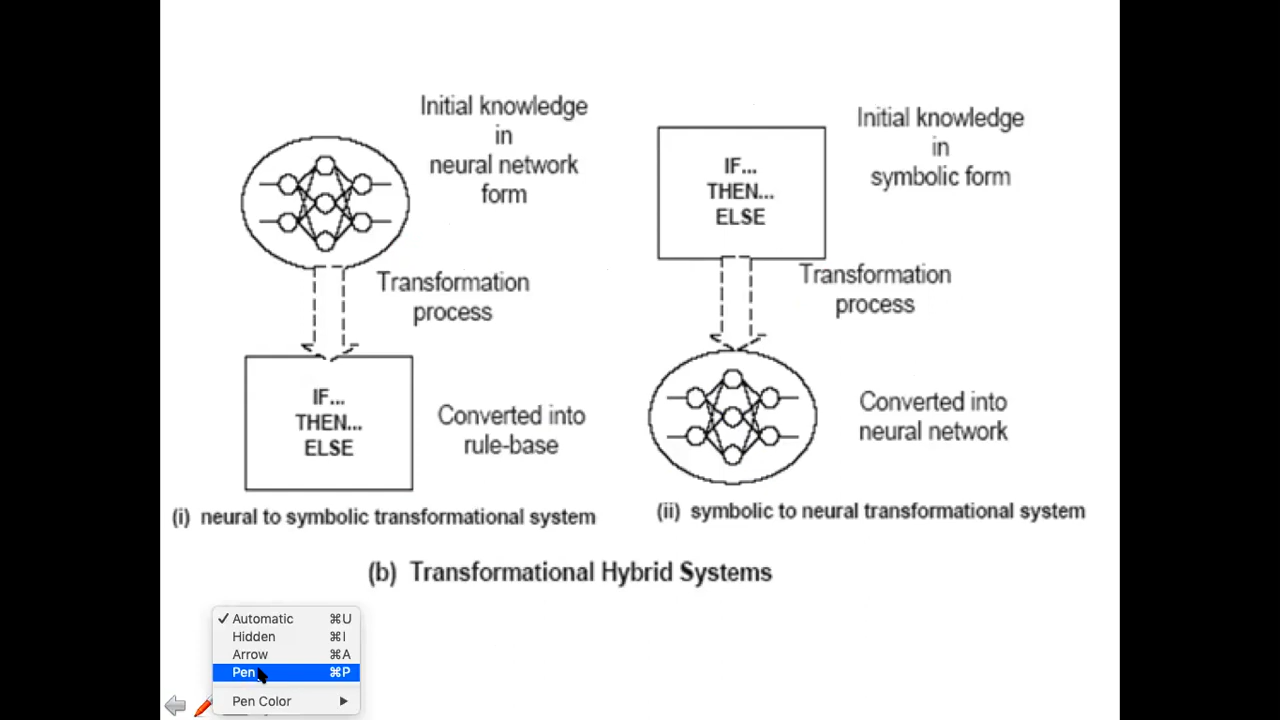 Initial knowledge
in
neural network
form
IF...
THEN...
ELSE
Initial knowledge
in
symbolic form
Transformation
process
Transformation
process
IF...
THEN...
ELSE
Converted into
rule-base
Converted into
neural network
(i) neural to symbolic transformational system
(ii) symbolic to neural transformational system
(b) Transformational Hybrid Systems
✓ Automatic ⌘U
Hidden ⌘I
Arrow ⌘A
Pen ⌘P
Pen Color